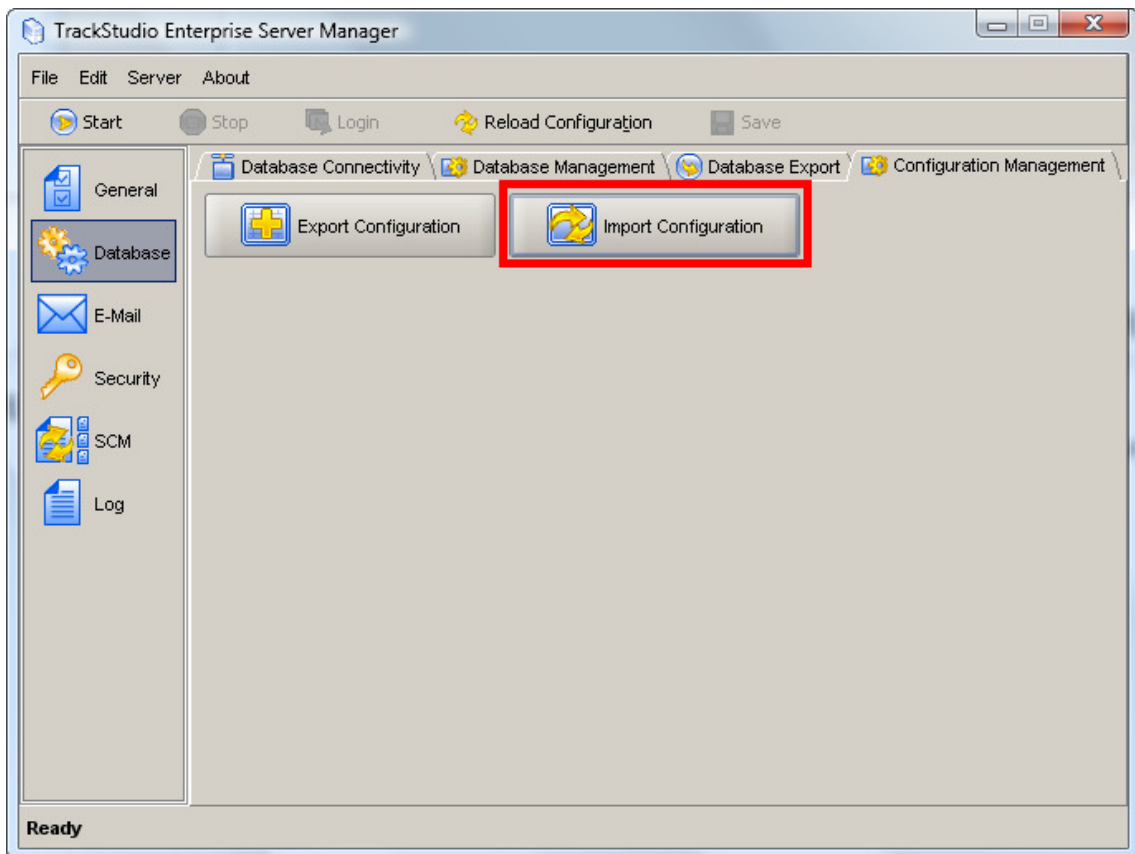 TrackStudio Enterprise Server Manager
File Edit Server About
Start Stop Login Reload Configuration Save
Database Connectivity Database Management Database Export Configuration Management
General
Database
E-Mail
Security
SCM
Log
Export Configuration Import Configuration
Ready